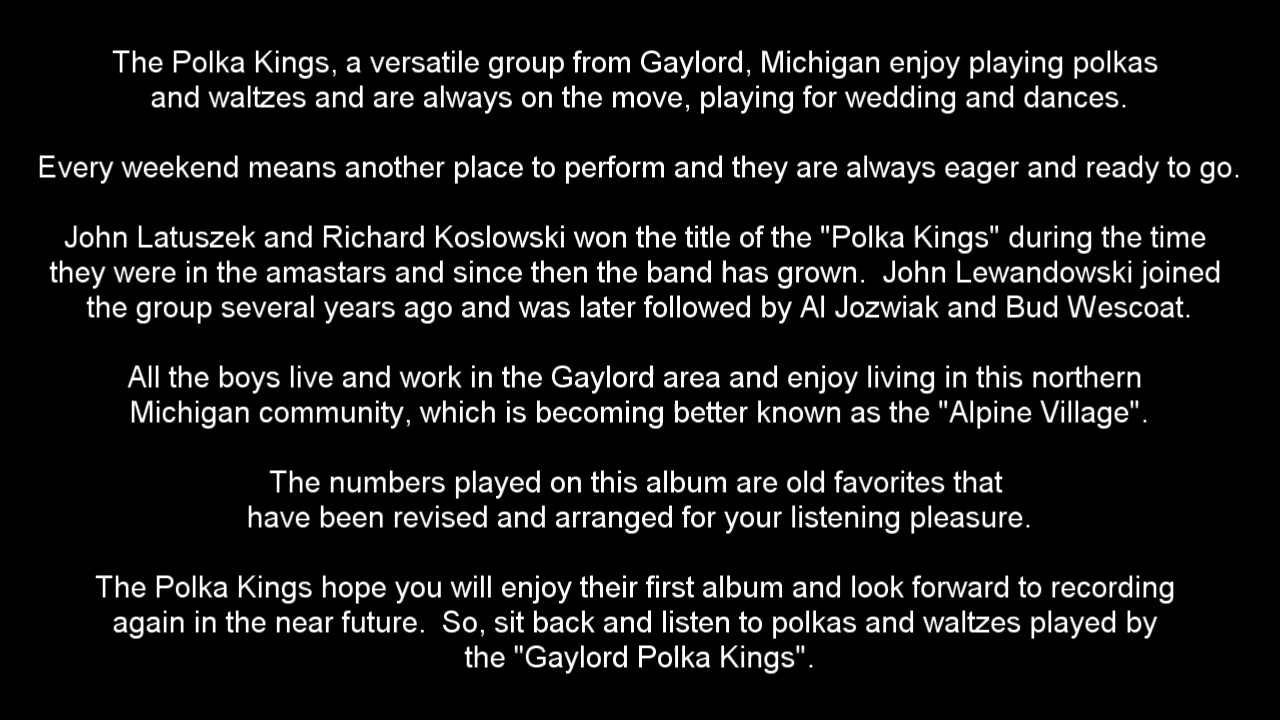 The Polka Kings, a versatile group from Gaylord, Michigan enjoy playing polkas
and waltzes and are always on the move, playing for wedding and dances.
Every weekend means another place to perform and they are always eager and ready to go.
John Latuszek and Richard Koslowski won the title of the "Polka Kings" during the time
they were in the amastars and since then the band has grown.  John Lewandowski joined
the group several years ago and was later followed by Al Jozwiak and Bud Wescoat.
All the boys live and work in the Gaylord area and enjoy living in this northern
Michigan community, which is becoming better known as the "Alpine Village".
The numbers played on this album are old favorites that
have been revised and arranged for your listening pleasure.
The Polka Kings hope you will enjoy their first album and look forward to recording
again in the near future.  So, sit back and listen to polkas and waltzes played by
the "Gaylord Polka Kings".